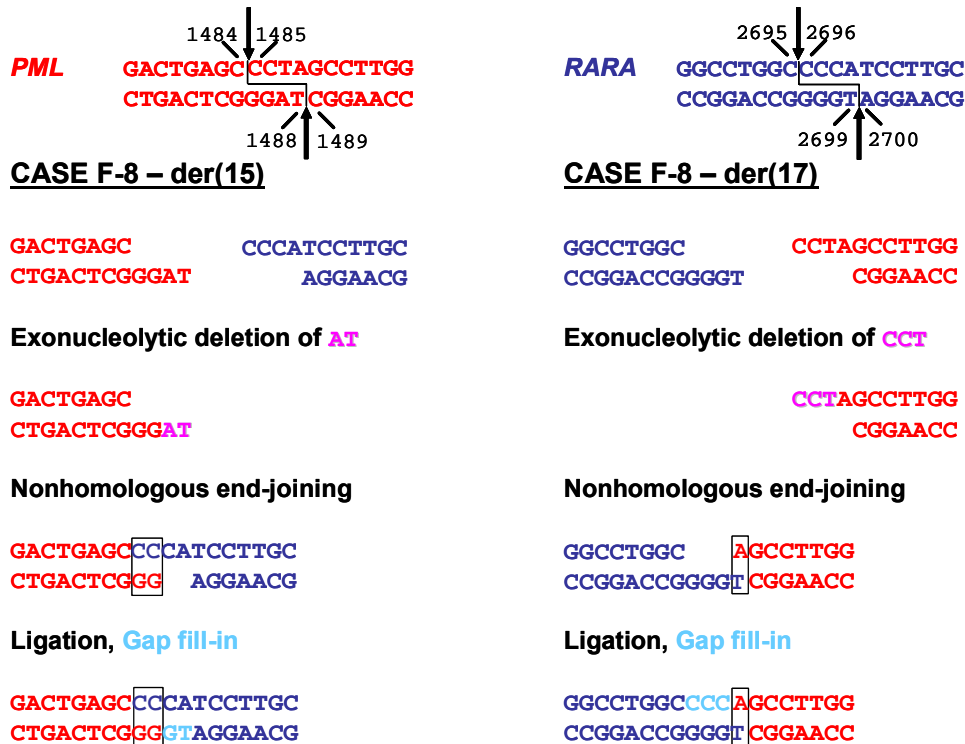 1484 1485 2695 2696
PML GACTGAGCCCTAGCCTTGG RARA GGCCTGGCCCCATCCTTGC
CTGACTCGGGATCGGAACC CCGGACCGGGGTAGGAACG
1488 1489 2699 2700
CASE F-8 – der(15) CASE F-8 – der(17)
GACTGAGC CCCATCCTTGC GGCCTGGC CCTAGCCTTGG
CTGACTCGGGAT AGGAACG CCGGACCGGGGT CGGAACC
Exonucleolytic deletion of AT Exonucleolytic deletion of CCT
GACTGAGC CCTAGCCTTGG
CTGACTCGGGAT CGGAACC
Nonhomologous end-joining Nonhomologous end-joining
GACTGAGCCCCATCCTTGC GGCCTGGC AGCCTTGG
CTGACTCGGG AGGAACG CCGGACCGGGGTCGGAACC
Ligation, Gap fill-in Ligation, Gap fill-in
GACTGAGCCCCATCCTTGC GGCCTGGCCCCAGCCTTGG
CTGACTCGGGGTAGGAACG CCGGACCGGGGTCGGAACC